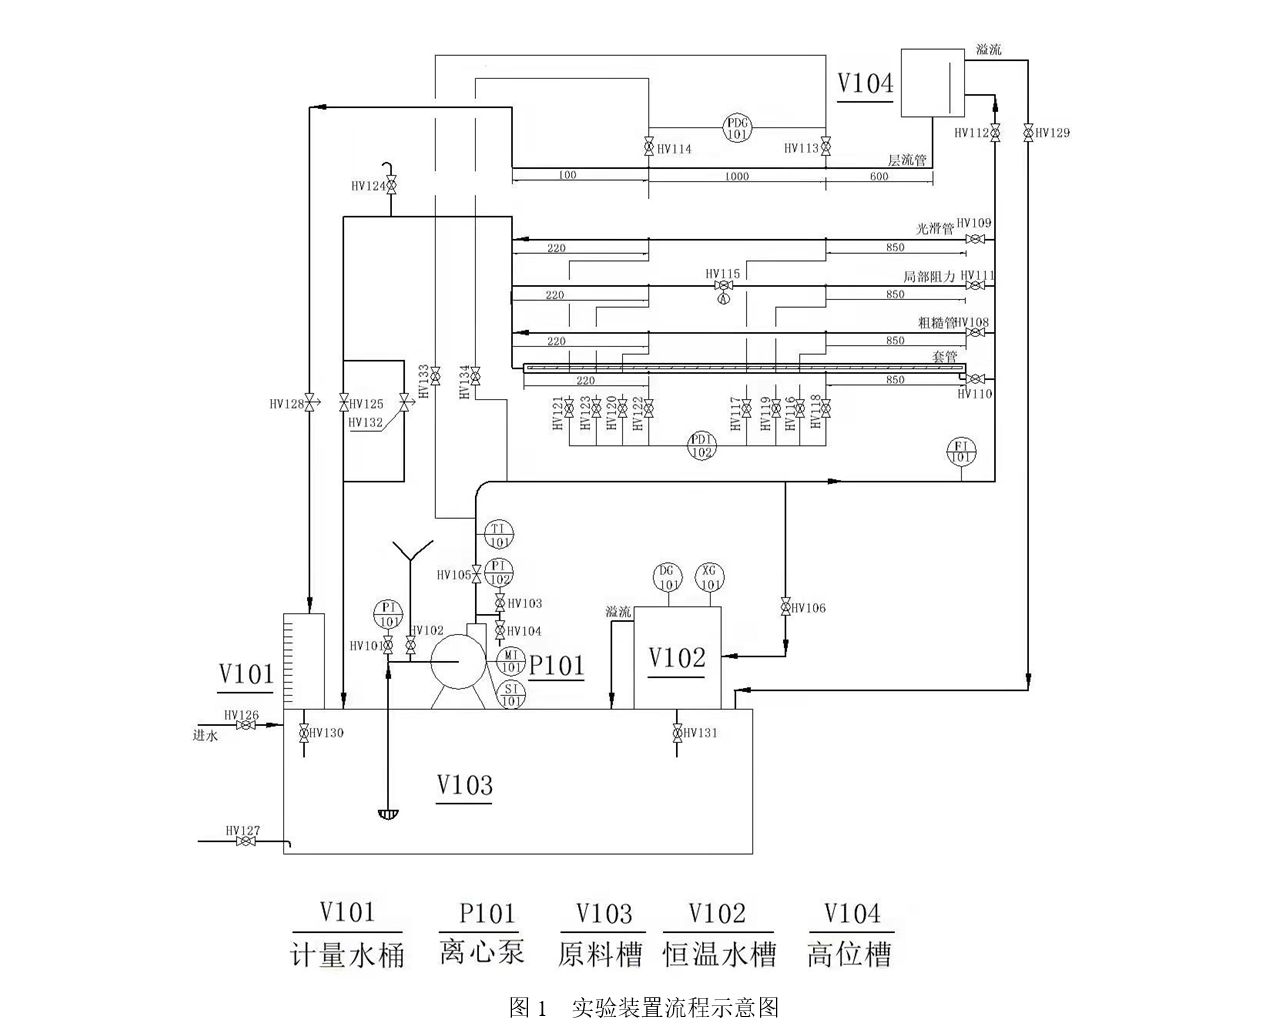 溢流
V104
HV112
HV129
PDG
101
HV114
HV113
层流管
100
1000
600
HV124
光滑管
HV109
220
850
HV115
局部阻力
HV111
A
220
850
粗糙管
HV108
220
850
套管
220
850
HV110
HV133
HV134
HV128
HV125
HV132
HV121
HV123
HV120
HV122
HV117
HV119
HV116
HV118
PDI
102
FI
101
TI
101
HV105
PI
102
DG
101
XG
101
HV103
PI
101
溢流
HV106
HV102
HV104
HV101
V102
MI
101
P101
V101
SI
101
HV126
进水
HV130
HV131
V103
HV127
V101
P101
V103
V102
V104
计量水桶
离心泵
原料槽
恒温水槽
高位槽
图 1 实验装置流程示意图